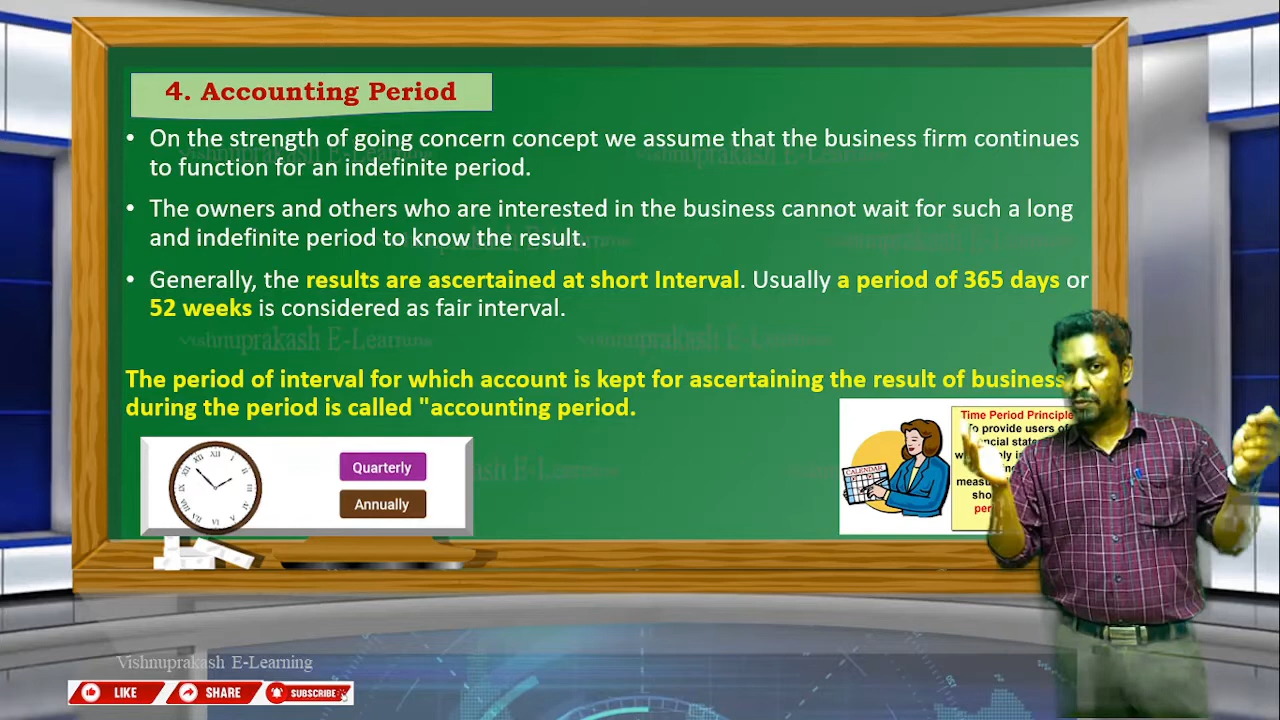 4. Accounting Period
• On the strength of going concern concept we assume that the business firm continues
to function for an indefinite period.
• The owners and others who are interested in the business cannot wait for such a long
and indefinite period to know the result.
• Generally, the results are ascertained at short Interval. Usually a period of 365 days or
52 weeks is considered as fair interval.
The period of interval for which account is kept for ascertaining the result of business
during the period is called "accounting period.
Quarterly
Annually
CALENDAR
Time Period Principle
To provide users of
Vishnuprakash E-Learning
LIKE
SHARE
SUBSCRIBE